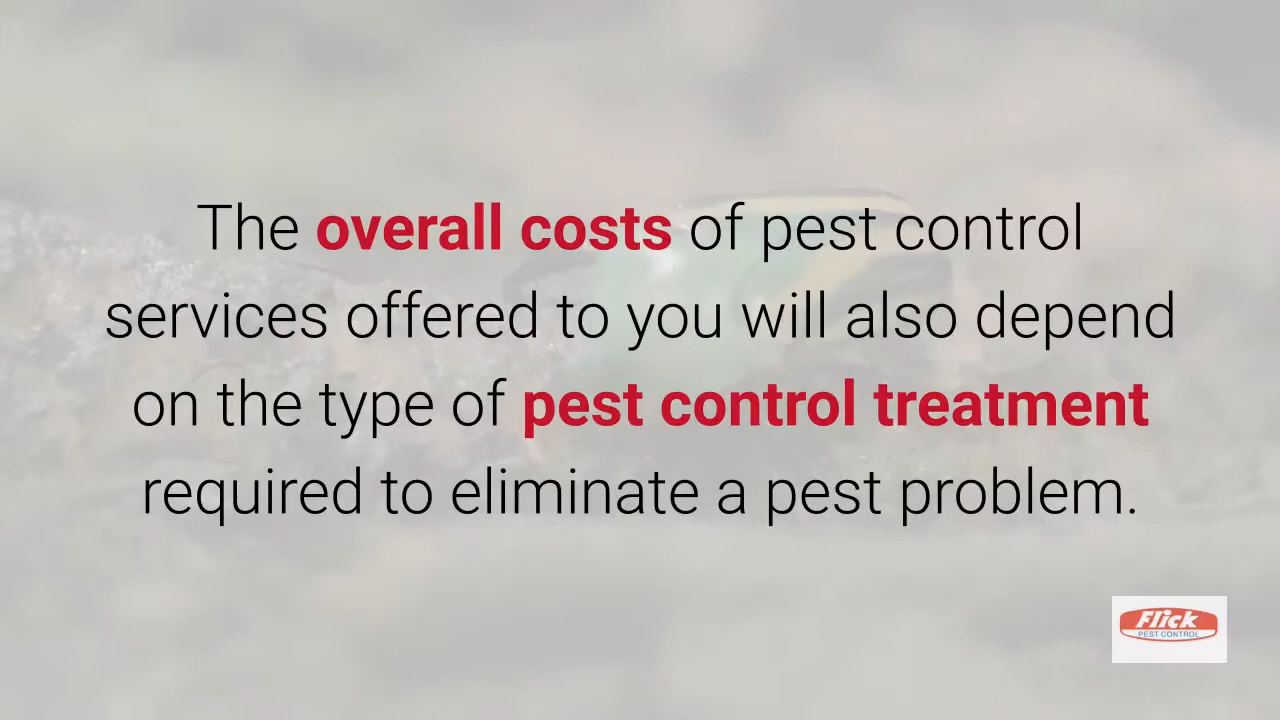 The overall costs of pest control
services offered to you will also depend
on the type of pest control treatment
required to eliminate a pest problem.
Flick
PEST CONTROL